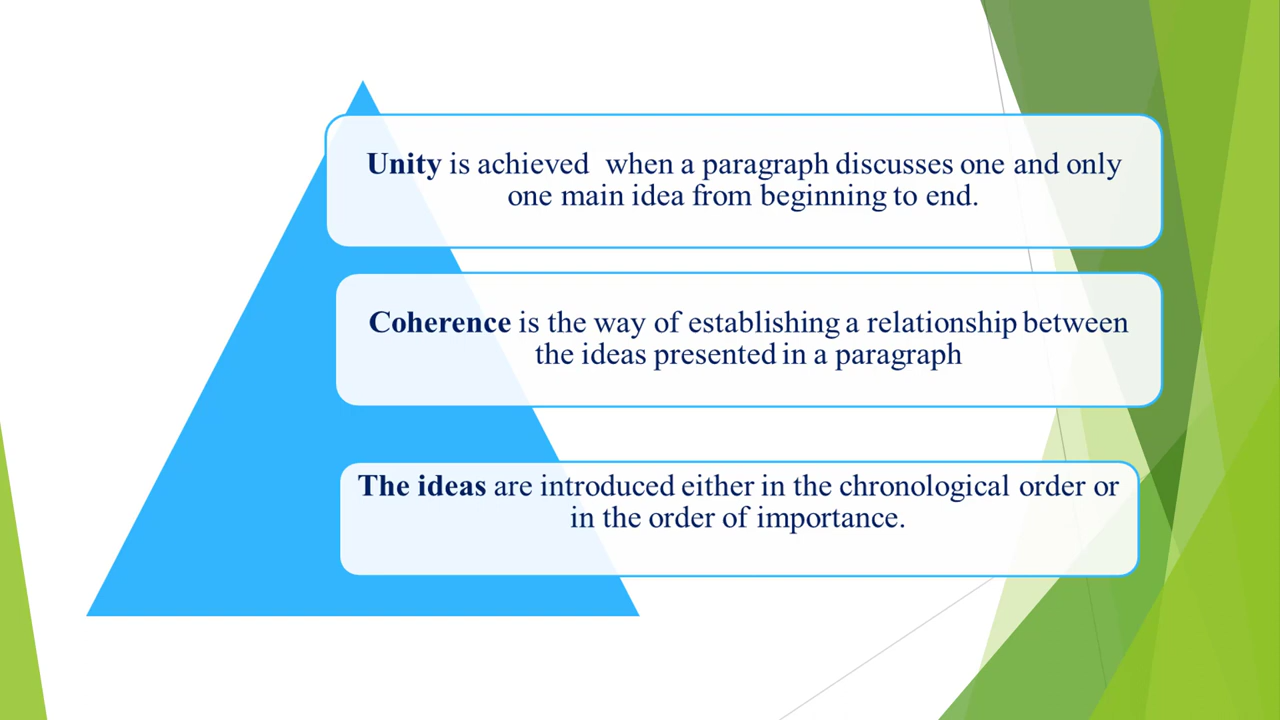 Unity is achieved  when a paragraph discusses one and only
one main idea from beginning to end.
Coherence is the way of establishing a relationship between
the ideas presented in a paragraph
The ideas are introduced either in the chronological order or
in the order of importance.